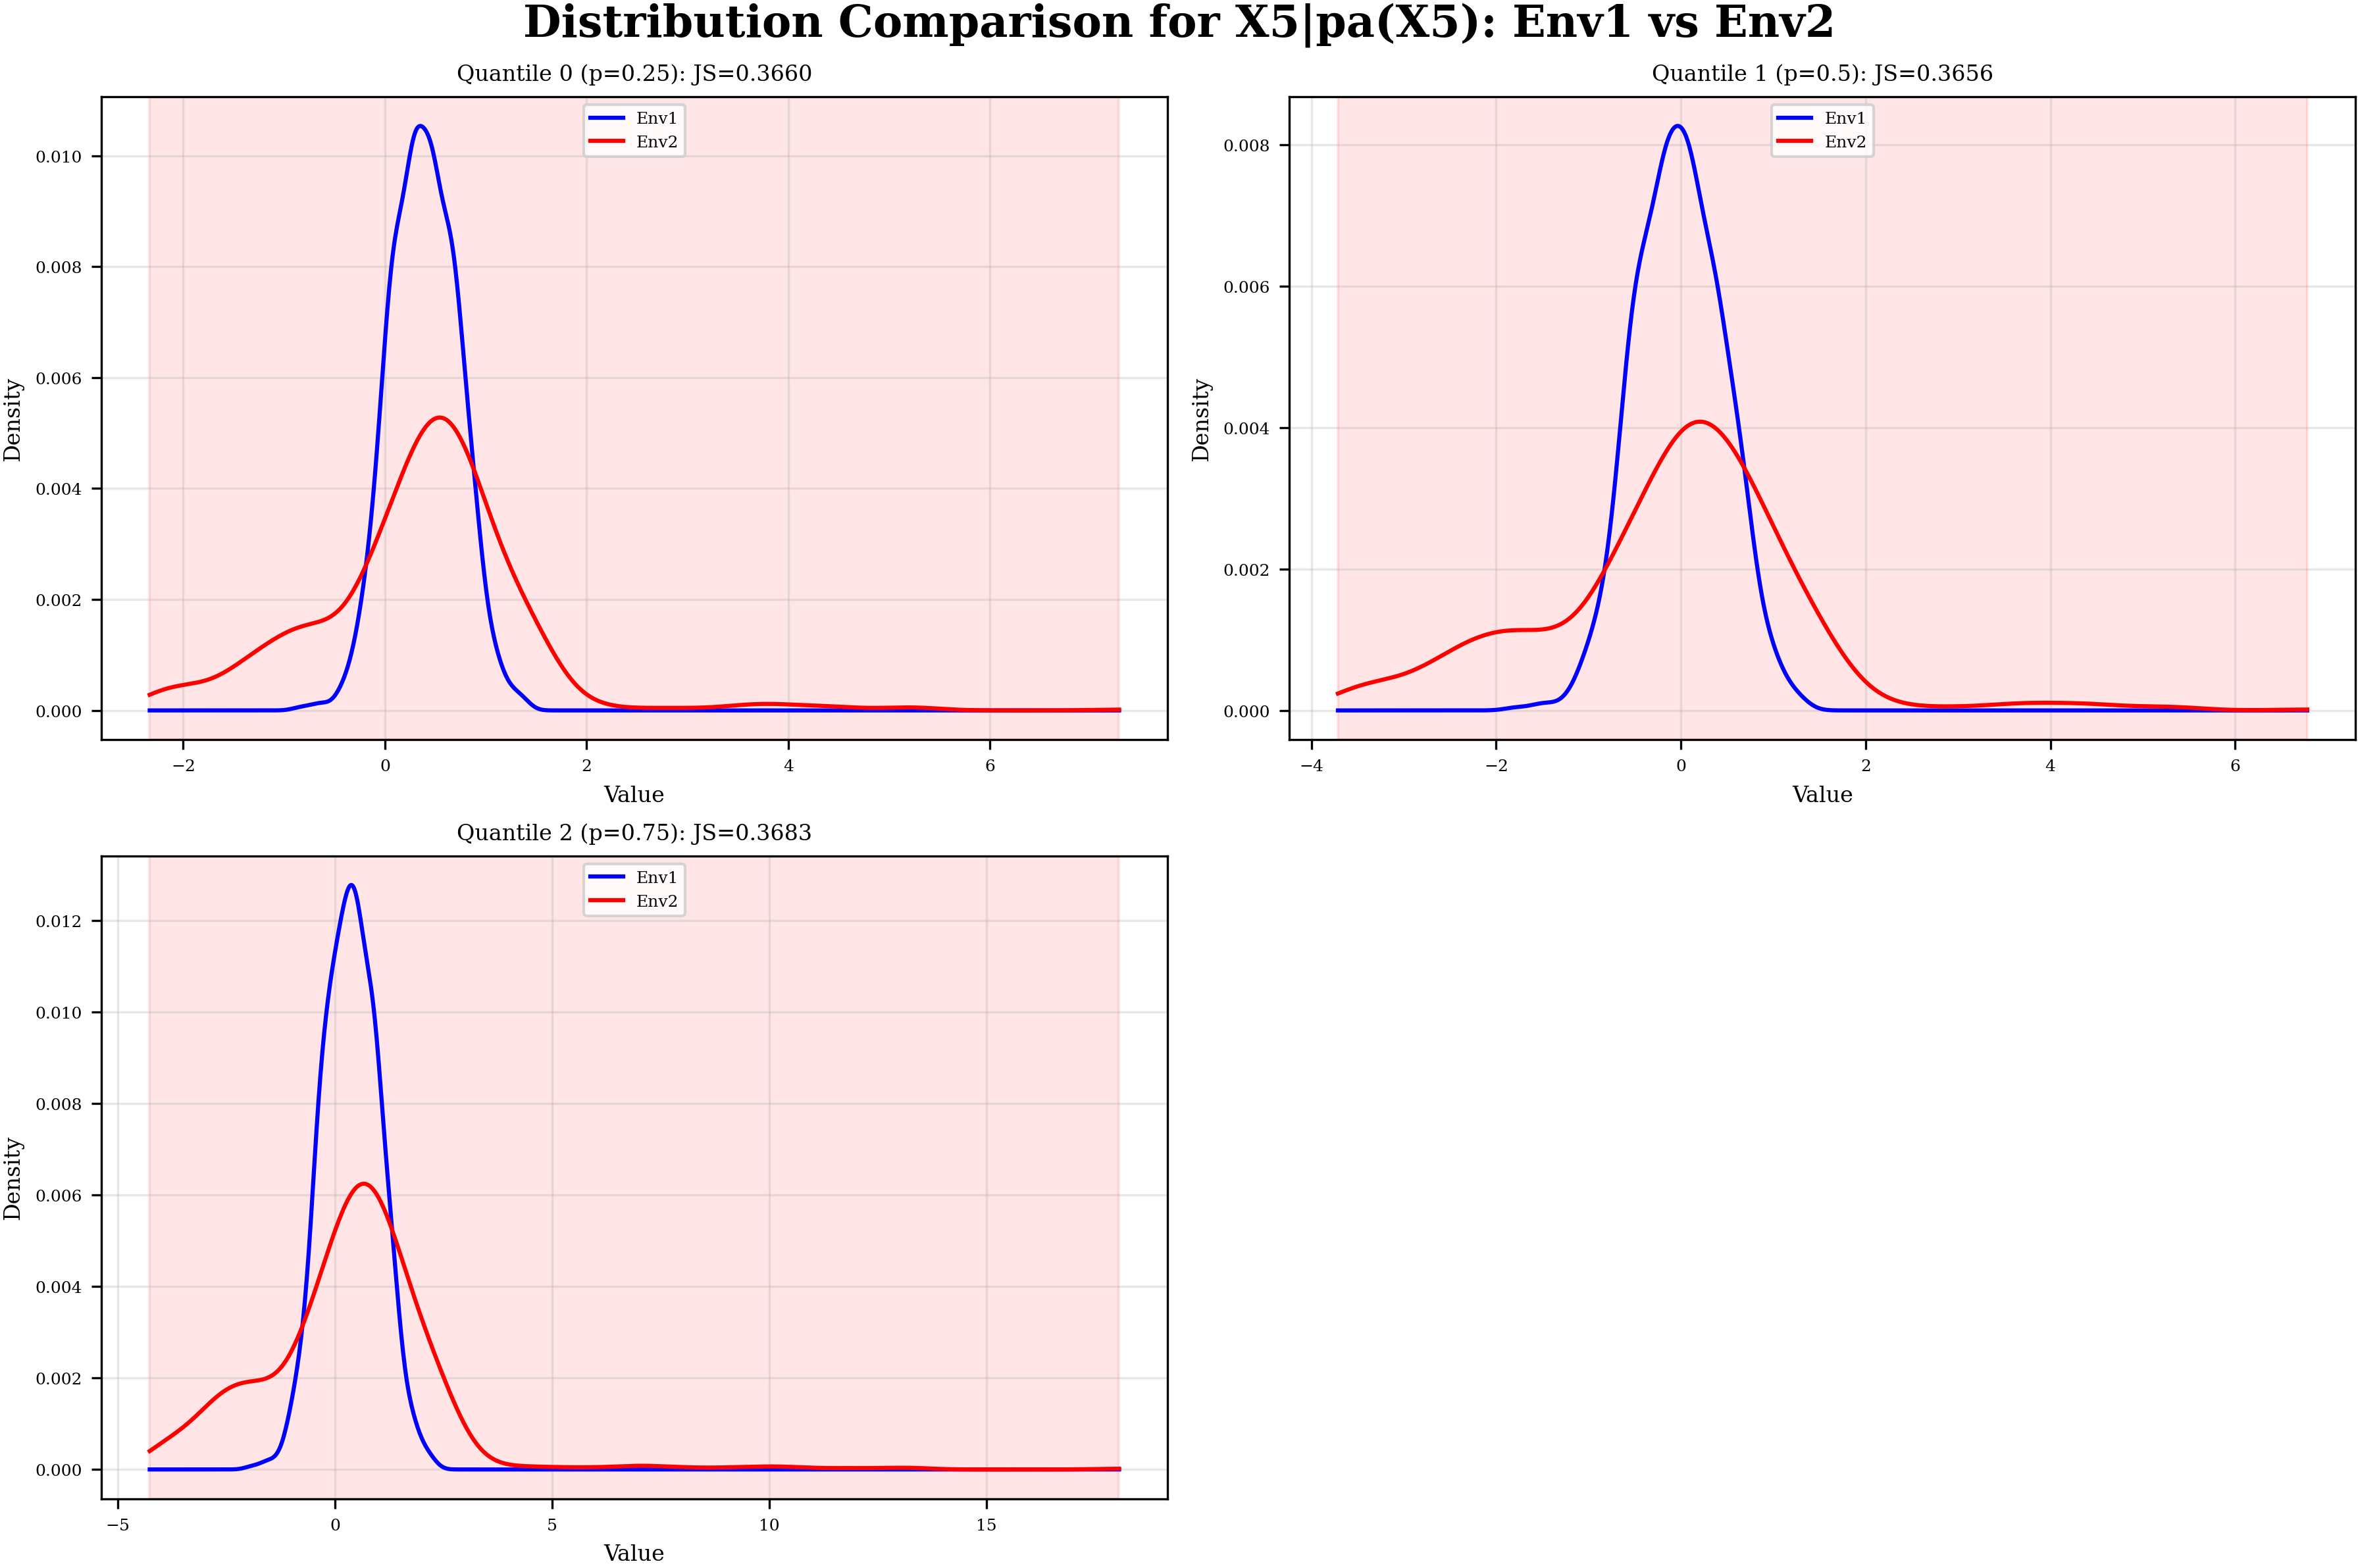 Distribution Comparison for X5|pa(X5): Env1 vs Env2
Quantile 0 (p=0.25): JS=0.3660
Env1
Env2
0.010
0.008
0.006
0.004
0.002
0.000
Density
−2
0
2
4
6
Value
Quantile 1 (p=0.5): JS=0.3656
Env1
Env2
0.008
0.006
0.004
0.002
0.000
Density
−4
−2
0
2
4
6
Value
Quantile 2 (p=0.75): JS=0.3683
Env1
Env2
0.012
0.010
0.008
0.006
0.004
0.002
0.000
Density
−5
0
5
10
15
Value